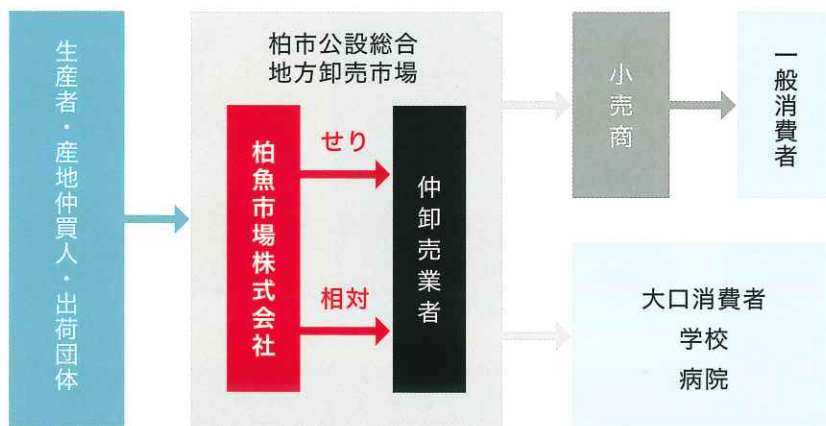 生産者・産地仲買人・出荷団体
柏市公設総合
地方卸売市場
柏魚市場株式会社
せり
相対
仲卸売業者
小売商
一般消費者
大口消費者
学校
病院